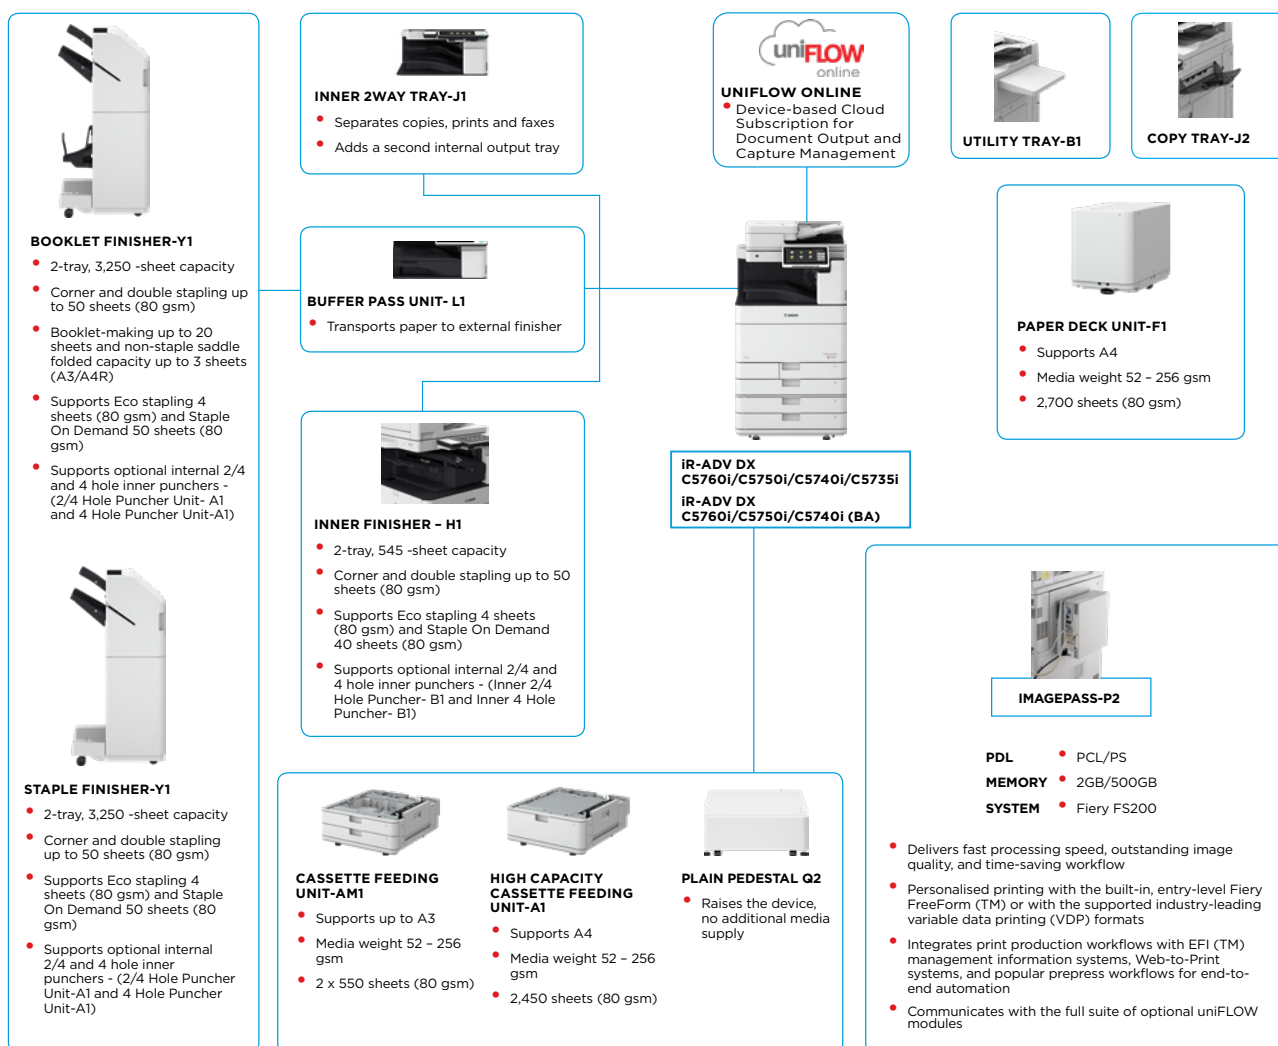 BOOKLET FINISHER-Y1
• 2-tray, 3,250 -sheet capacity
• Corner and double stapling up
to 50 sheets (80 gsm)
• Booklet-making up to 20
sheets and non-staple saddle
folded capacity up to 3 sheets
(A3/A4R)
• Supports Eco stapling 4
sheets (80 gsm) and Staple
On Demand 50 sheets (80
gsm)
• Supports optional internal 2/4
and 4 hole inner punchers -
(2/4 Hole Puncher Unit- A1
and 4 Hole Puncher Unit-A1)
STAPLE FINISHER-Y1
• 2-tray, 3,250 -sheet capacity
• Corner and double stapling
up to 50 sheets (80 gsm)
• Supports Eco stapling 4
sheets (80 gsm) and Staple
On Demand 50 sheets (80
gsm)
• Supports optional internal
2/4 and 4 hole inner
punchers - (2/4 Hole Puncher
Unit-A1 and 4 Hole Puncher
Unit-A1)
INNER 2WAY TRAY-J1
• Separates copies, prints and faxes
• Adds a second internal output tray
BUFFER PASS UNIT- L1
• Transports paper to external finisher
INNER FINISHER – H1
• 2-tray, 545 -sheet capacity
• Corner and double stapling up to 50
sheets (80 gsm)
• Supports Eco stapling 4 sheets
(80 gsm) and Staple On Demand
40 sheets (80 gsm)
• Supports optional internal 2/4 and
4 hole inner punchers - (Inner 2/4
Hole Puncher- B1 and Inner 4 Hole
Puncher- B1)
uniFLOW
online
UNIFLOW ONLINE
• Device-based Cloud
Subscription for
Document Output and
Capture Management
Canon
iR-ADV DX
C5760i/C5750i/C5740i/C5735i
iR-ADV DX
C5760i/C5750i/C5740i (BA)
UTILITY TRAY-B1
COPY TRAY-J2
PAPER DECK UNIT-F1
• Supports A4
• Media weight 52 – 256 gsm
• 2,700 sheets (80 gsm)
CASSETTE FEEDING
UNIT-AM1
• Supports up to A3
• Media weight 52 – 256
gsm
• 2 x 550 sheets (80 gsm)
HIGH CAPACITY
CASSETTE FEEDING
UNIT-A1
• Supports A4
• Media weight 52 – 256
gsm
• 2,450 sheets (80 gsm)
PLAIN PEDESTAL Q2
• Raises the device,
no additional media
supply
IMAGEPASS-P2
PDL • PCL/PS
MEMORY • 2GB/500GB
SYSTEM • Fiery FS200
• Delivers fast processing speed, outstanding image
quality, and time-saving workflow
• Personalised printing with the built-in, entry-level Fiery
FreeForm (TM) or with the supported industry-leading
variable data printing (VDP) formats
• Integrates print production workflows with EFI (TM)
management information systems, Web-to-Print
systems, and popular prepress workflows for end-to-
end automation
• Communicates with the full suite of optional uniFLOW
modules